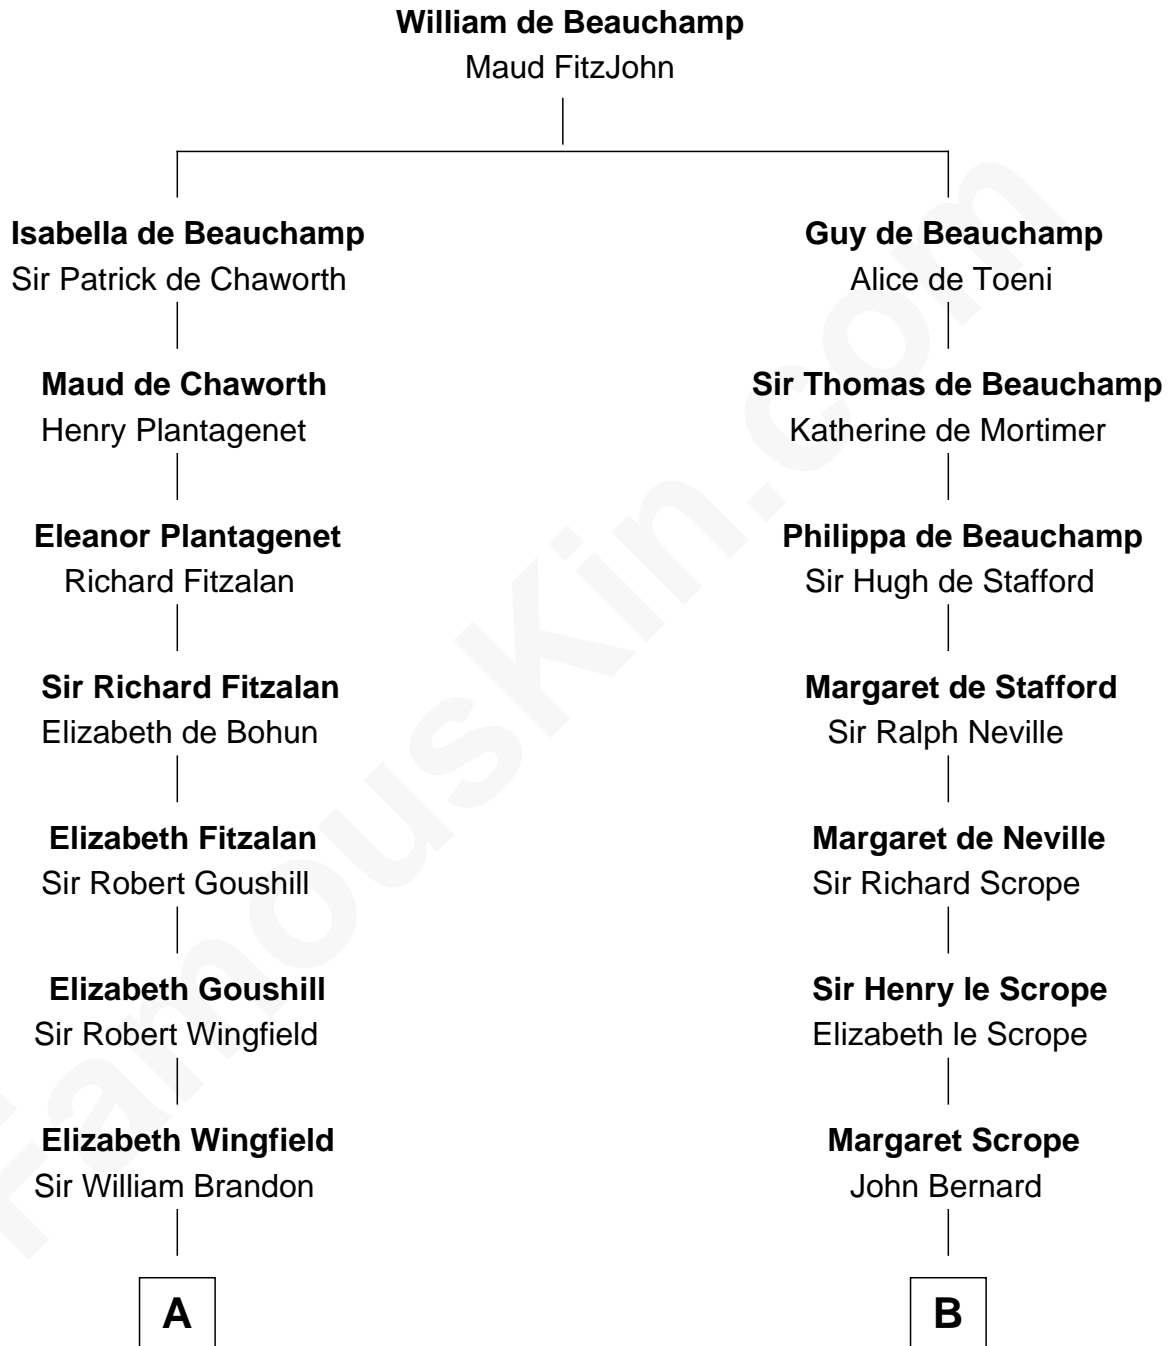 William de Beauchamp
Maud FitzJohn
Isabella de Beauchamp
Sir Patrick de Chaworth
Guy de Beauchamp
Alice de Toeni
Maud de Chaworth
Henry Plantagenet
Sir Thomas de Beauchamp
Katherine de Mortimer
Eleanor Plantagenet
Richard Fitzalan
Philippa de Beauchamp
Sir Hugh de Stafford
Sir Richard Fitzalan
Elizabeth de Bohun
Margaret de Stafford
Sir Ralph Neville
Elizabeth Fitzalan
Sir Robert Goushill
Margaret de Neville
Sir Richard Scrope
Elizabeth Goushill
Sir Robert Wingfield
Sir Henry le Scrope
Elizabeth le Scrope
Elizabeth Wingfield
Sir William Brandon
Margaret Scrope
John Bernard
A
B
FamousKin.com